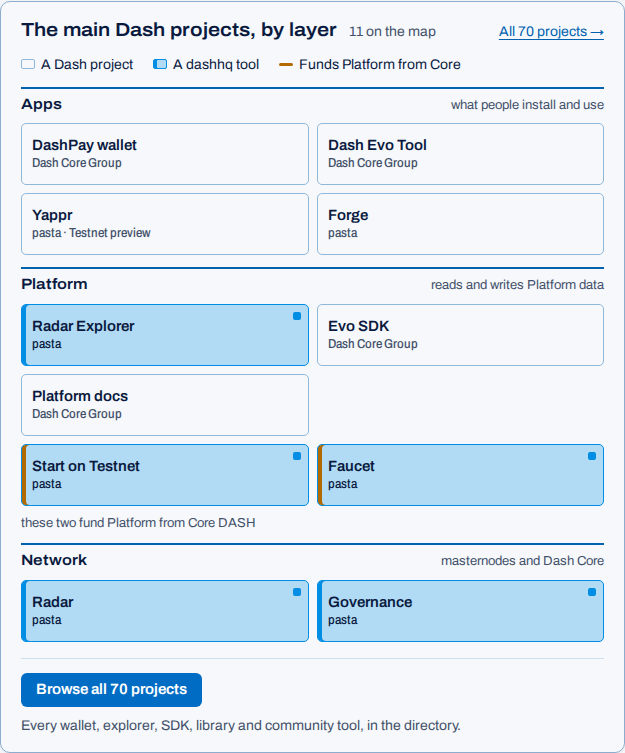 The main Dash projects, by layer 11 on the map All 70 projects →
A Dash project A dashhq tool Funds Platform from Core
Apps what people install and use
DashPay wallet Dash Evo Tool
Dash Core Group Dash Core Group
Yappr Forge
pasta · Testnet preview pasta
Platform reads and writes Platform data
Radar Explorer Evo SDK
pasta Dash Core Group
Platform docs
Dash Core Group
Start on Testnet Faucet
pasta pasta
these two fund Platform from Core DASH
Network masternodes and Dash Core
Radar Governance
pasta pasta
Browse all 70 projects
Every wallet, explorer, SDK, library and community tool, in the directory.